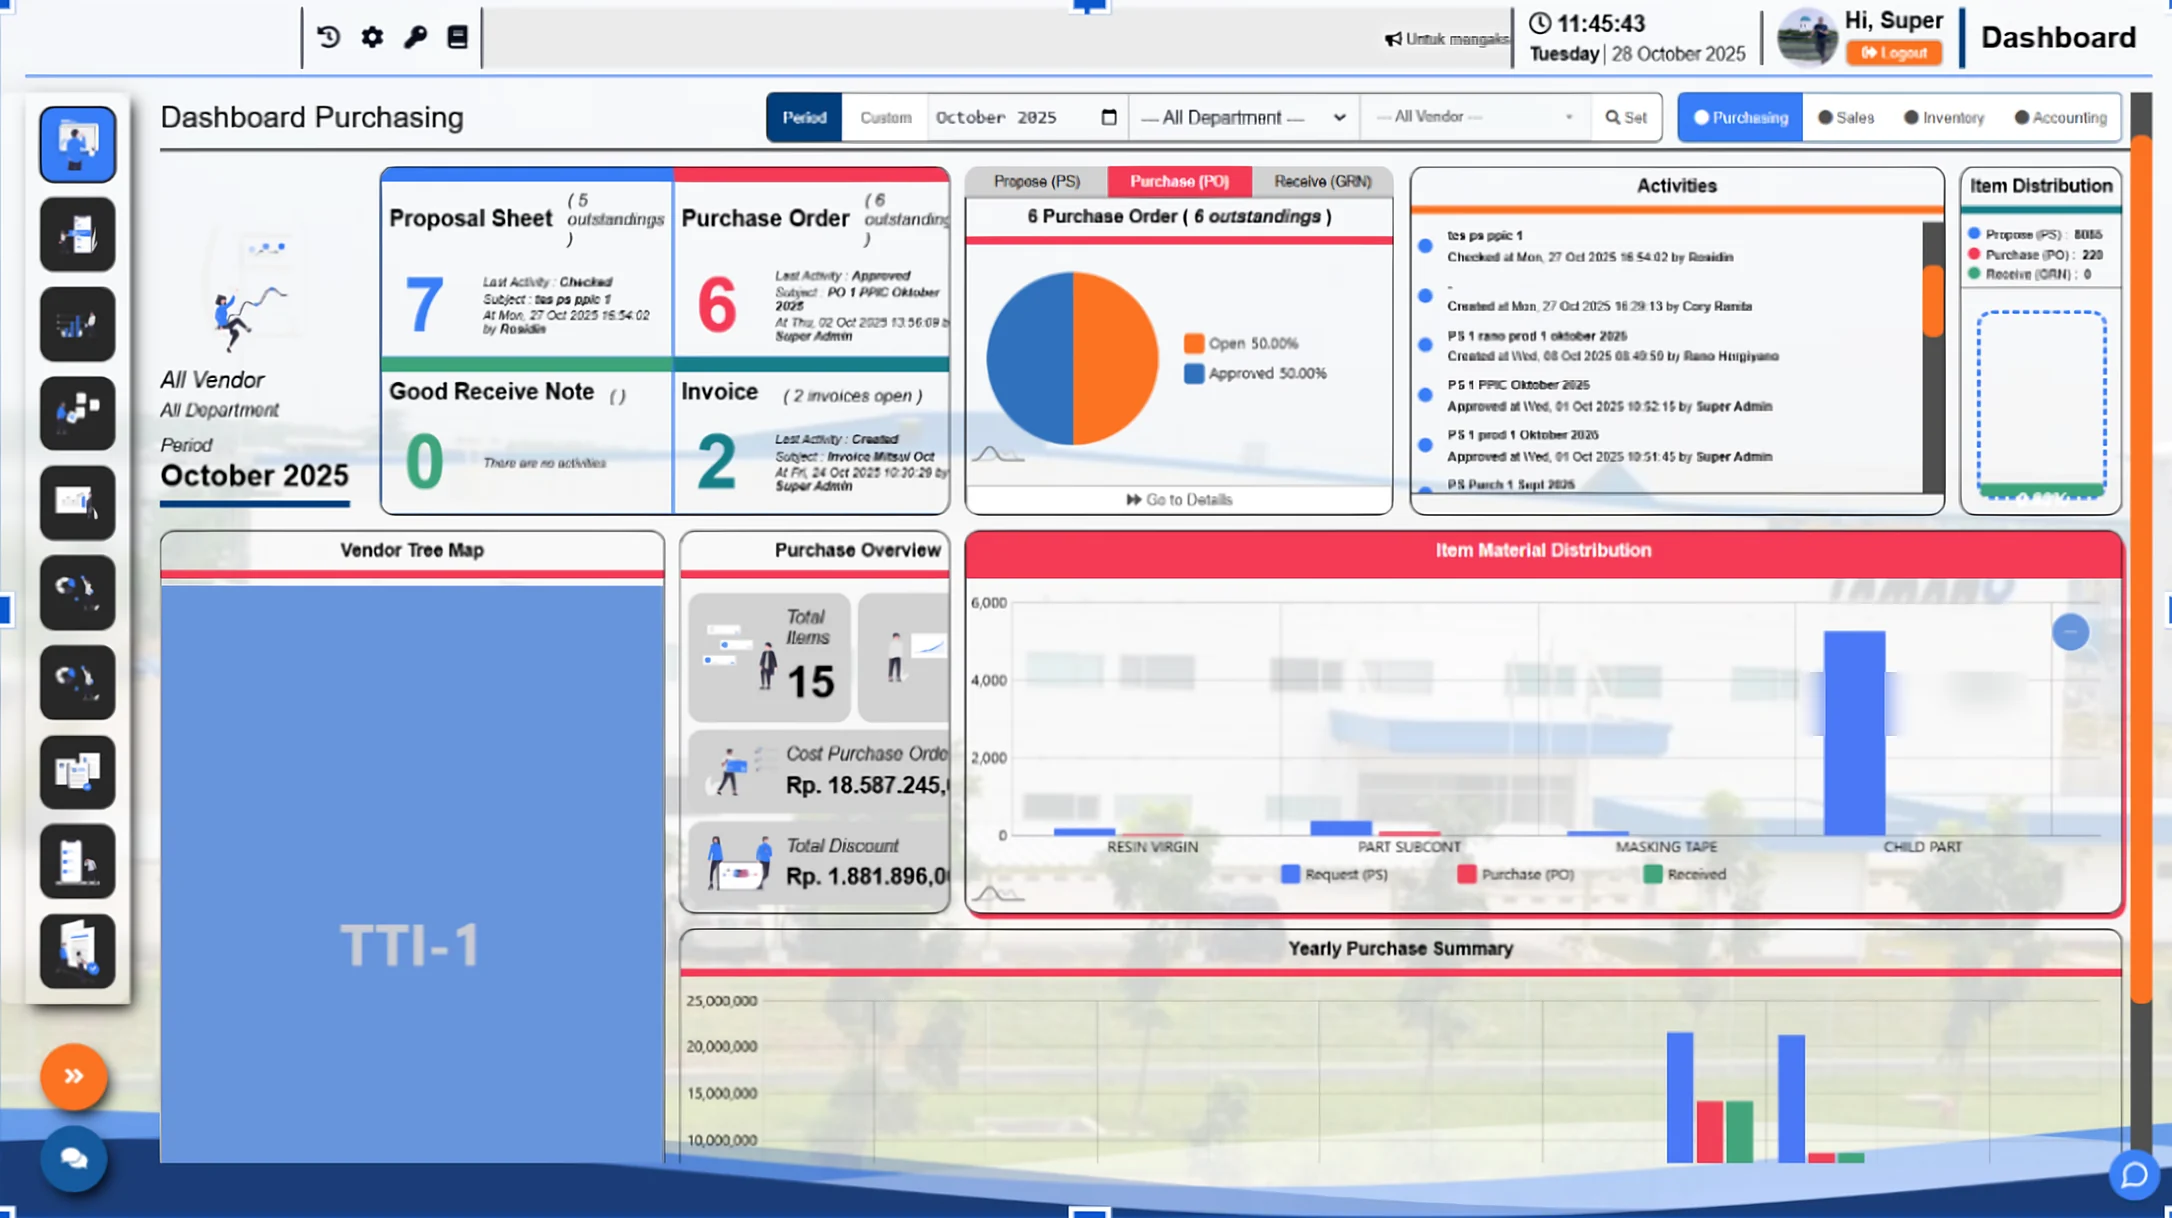 Untuk mengaks
11:45:43
Tuesday | 28 October 2025
Hi, Super
Logout
Dashboard
Dashboard Purchasing
Period
Custom
October 2025
--- All Department ---
--- All Vendor ---
Set
Purchasing
Sales
Inventory
Accounting
All Vendor
All Department
Period
October 2025
Proposal Sheet
( 5
outstandings
)
7
Last Activity : Checked
Subject : tes ps ppic 1
At Mon, 27 Oct 2025 16:54:02
by Rosidin
Purchase Order
( 6
outstanding
)
6
Last Activity : Approved
Subject : PO 1 PPIC Oktober
2025
At Thu, 02 Oct 2025 13:56:09 b
Super Admin
Good Receive Note ( )
0
There are no activities
Invoice ( 2 invoices open )
2
Last Activity : Created
Subject : Invoice Mitsui Oct
At Fri, 24 Oct 2025 10:30:29 by
Super Admin
Propose (PS)
Purchase (PO)
Receive (GRN)
6 Purchase Order ( 6 outstandings )
Open 50.00%
Approved 50.00%
Go to Details
Activities
tes ps ppic 1
Checked at Mon, 27 Oct 2025 16:54:02 by Rosidin
-
Created at Mon, 27 Oct 2025 16:29:13 by Cory Ranita
PS 1 rano prod 1 oktober 2025
Created at Wed, 08 Oct 2025 08:49:50 by Rano
PS 1 PPIC Oktober 2025
Approved at Wed, 01 Oct 2025 10:52:15 by Super Admin
PS 1 prod 1 Oktober 2025
Approved at Wed, 01 Oct 2025 10:51:45 by Super Admin
PS Purch 1 Sept 2025
Item Distribution
Propose (PS) :
Purchase (PO) : 220
Receive (GRN) : 0
Vendor Tree Map
TTI-1
Purchase Overview
Total
Items
15
Cost Purchase Orde
Rp. 18.587.245,
Total Discount
Rp. 1.881.896,0
Item Material Distribution
6,000
4,000
2,000
0
RESIN VIRGIN
PART SUBCONT
MASKING TAPE
CHILD PART
Request (PS)
Purchase (PO)
Received
Yearly Purchase Summary
25,000,000
20,000,000
15,000,000
10,000,000